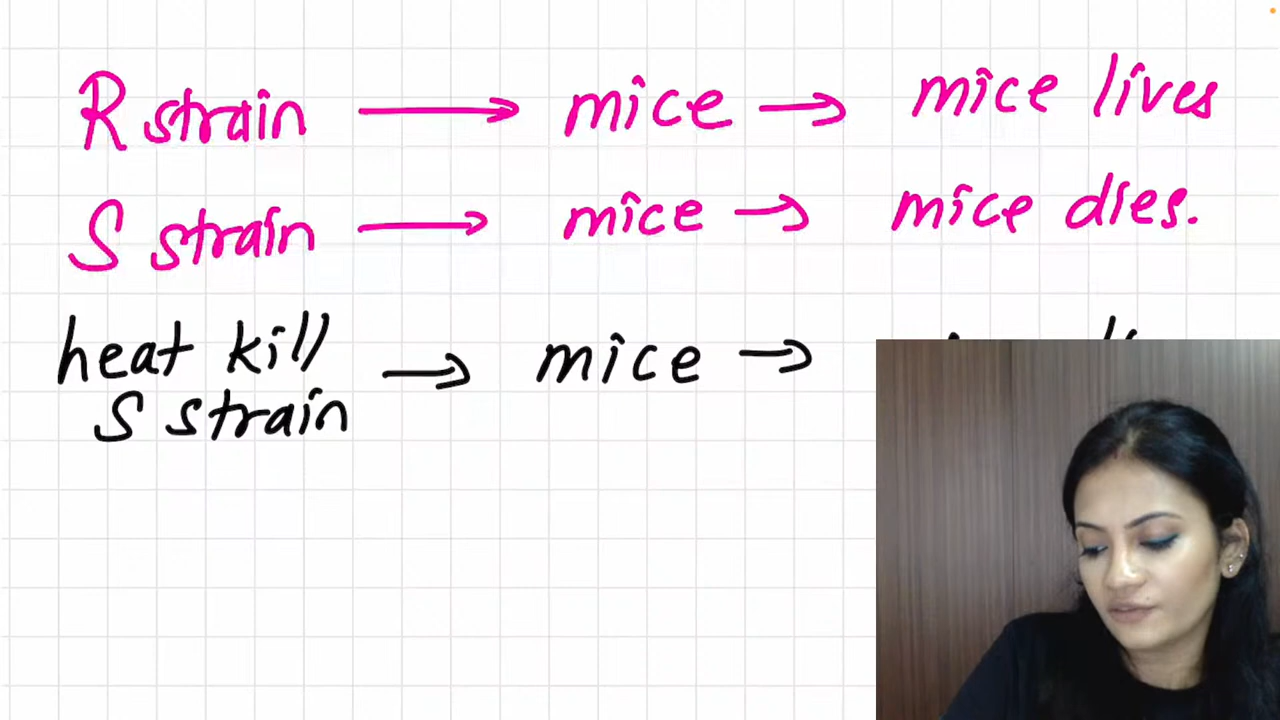 R strain → mice → mice lives
S strain → mice → mice dies.
heat kill → mice →
S strain